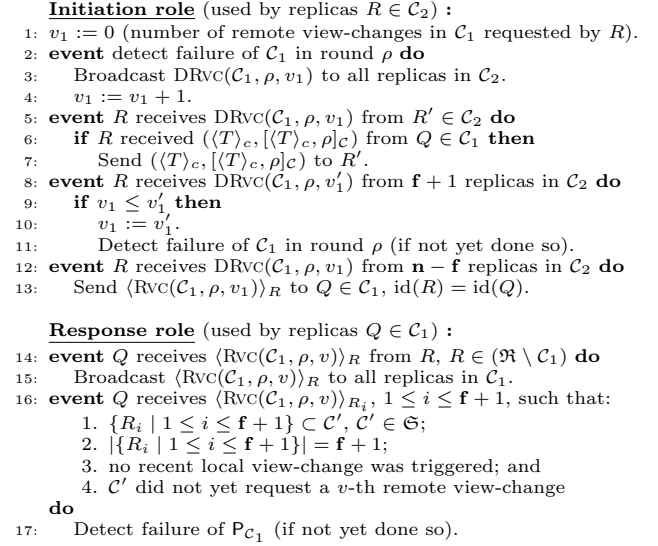 Initiation role (used by replicas R ∈ C₂) :
1: v₁ := 0 (number of remote view-changes in C₁ requested by R).
2: event detect failure of C₁ in round ρ do
3: Broadcast DRVC(C₁, ρ, v₁) to all replicas in C₂.
4: v₁ := v₁ + 1.
5: event R receives DRVC(C₁, ρ, v₁) from R′ ∈ C₂ do
6: if R received (⟨T⟩c, [⟨T⟩c, ρ]C) from Q ∈ C₁ then
7: Send (⟨T⟩c, [⟨T⟩c, ρ]C) to R′.
8: event R receives DRVC(C₁, ρ, v′₁) from f + 1 replicas in C₂ do
9: if v₁ ≤ v′₁ then
10: v₁ := v′₁.
11: Detect failure of C₁ in round ρ (if not yet done so).
12: event R receives DRVC(C₁, ρ, v₁) from n − f replicas in C₂ do
13: Send ⟨RVC(C₁, ρ, v₁)⟩R to Q ∈ C₁, id(R) = id(Q).
Response role (used by replicas Q ∈ C₁) :
14: event Q receives ⟨RVC(C₁, ρ, v)⟩R from R, R ∈ (ℜ \ C₁) do
15: Broadcast ⟨RVC(C₁, ρ, v)⟩R to all replicas in C₁.
16: event Q receives ⟨RVC(C₁, ρ, v)⟩Rᵢ, 1 ≤ i ≤ f + 1, such that:
1. {Rᵢ | 1 ≤ i ≤ f + 1} ⊂ C′, C′ ∈ 𝔖;
2. |{Rᵢ | 1 ≤ i ≤ f + 1}| = f + 1;
3. no recent local view-change was triggered; and
4. C′ did not yet request a v-th remote view-change
do
17: Detect failure of P_C₁ (if not yet done so).